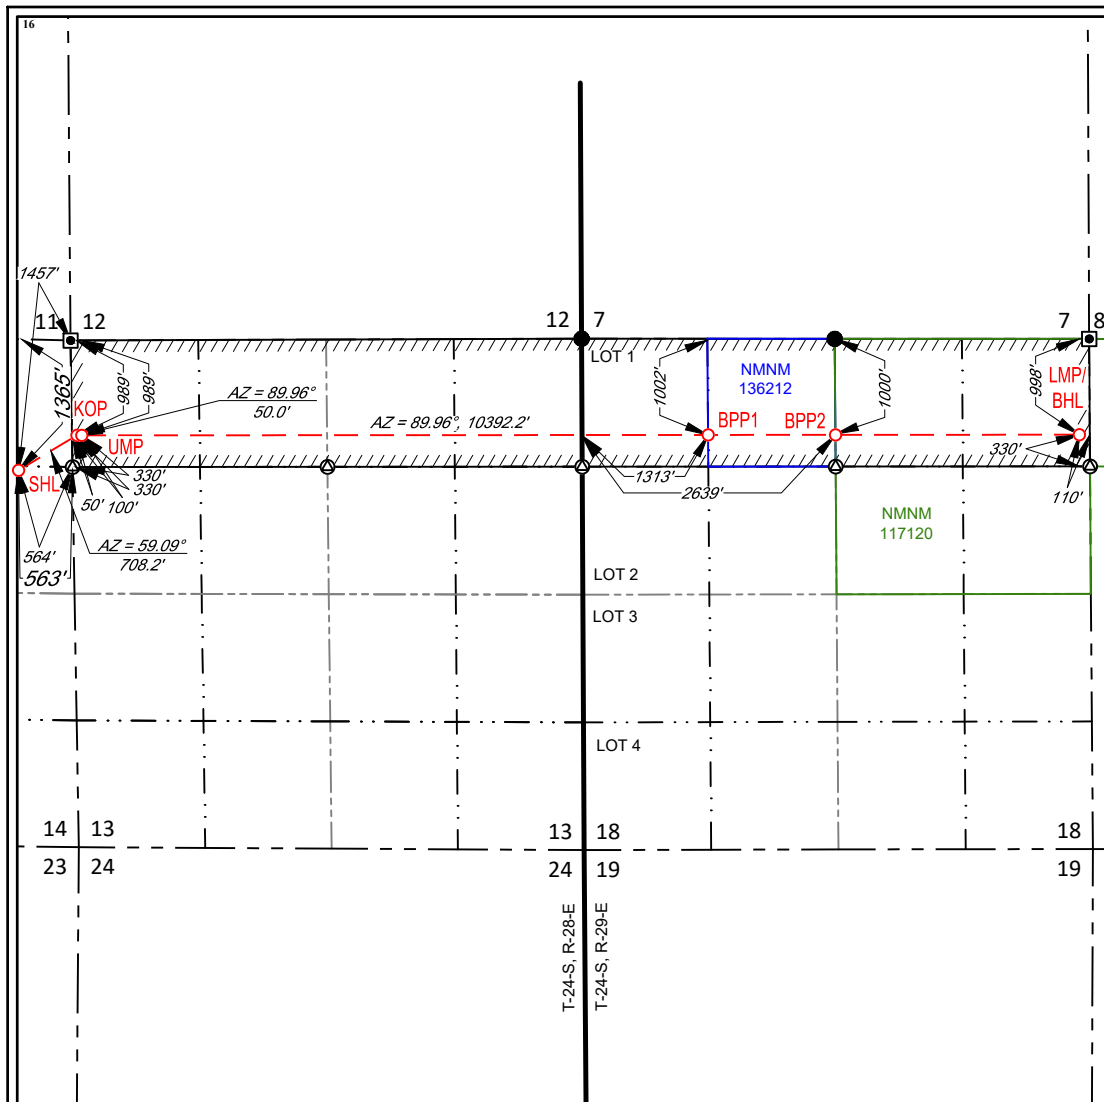 16
1457'
11
12
12
7
7
8
LOT 1
1365'
989'
989'
KOP
UMP
AZ = 89.96°
50.0'
AZ = 89.96°, 10392.2'
1002'
NMNM
136212
BPP1
BPP2
1000'
998'
LMP/
BHL
SHL
330'
330'
50'
100'
1313'
2639'
330'
110'
564'
563'
AZ = 59.09°
708.2'
NMNM
117120
LOT 2
LOT 3
LOT 4
14
13
13
18
18
23
24
24
19
19
T-24-S, R-28-E
T-24-S, R-29-E